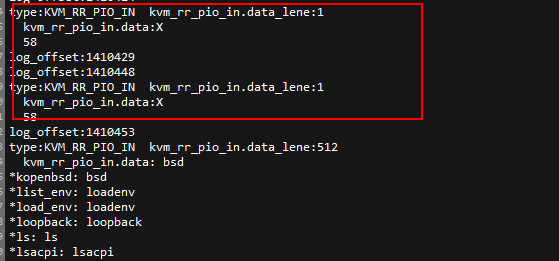 type:KVM_RR_PIO_IN  kvm_rr_pio_in.data_lene:1
  kvm_rr_pio_in.data:X
  58
log_offset:1410429
log_offset:1410448
type:KVM_RR_PIO_IN  kvm_rr_pio_in.data_lene:1
  kvm_rr_pio_in.data:X
  58
log_offset:1410453
type:KVM_RR_PIO_IN  kvm_rr_pio_in.data_lene:512
  kvm_rr_pio_in.data: bsd
*kopenbsd: bsd
*list_env: loadenv
*load_env: loadenv
*loopback: loopback
*ls: ls
*lsacpi: lsacpi